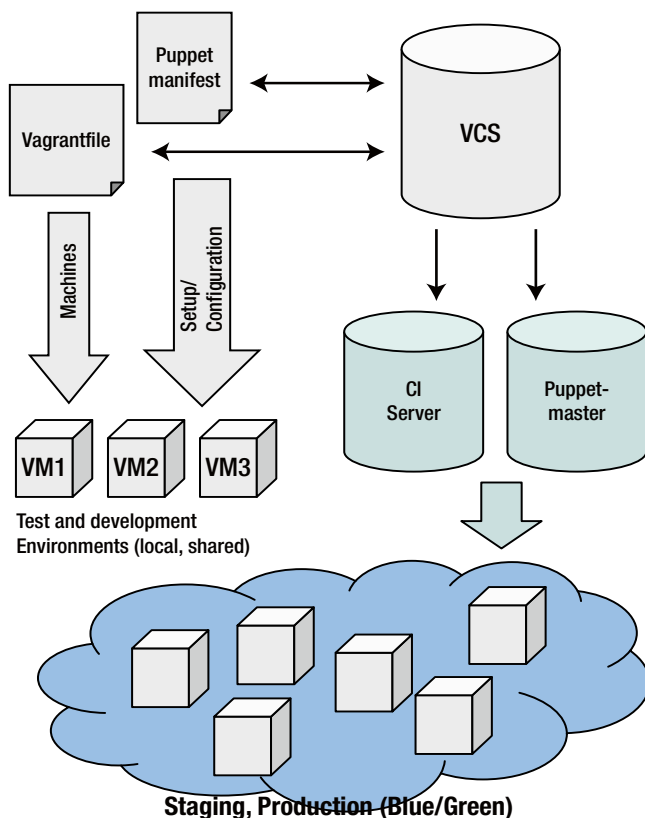 Puppet
manifest
Vagrantfile
VCS
Machines
Setup/
Configuration
CI
Server
Puppet-
master
VM1
VM2
VM3
Test and development
Environments (local, shared)
Staging, Production (Blue/Green)